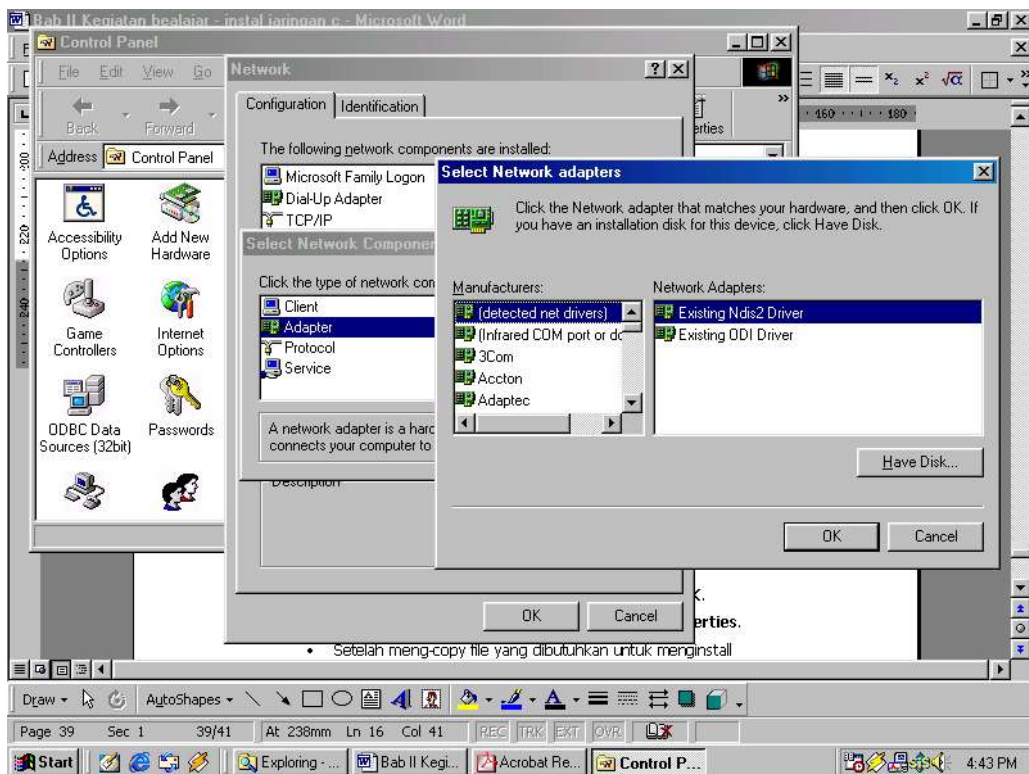 Bab II Kegiatan bealajar - instal jaringan c - Microsoft Word
Control Panel
File Edit View Go
Back Forward
erties
Address Control Panel
Accessibility Options
Add New Hardware
Game Controllers
Internet Options
ODBC Data Sources (32bit)
Passwords
Network
Configuration Identification
The following network components are installed:
Microsoft Family Logon
Dial-Up Adapter
TCP/IP
Select Network Componen
Click the type of network con
Client
Adapter
Protocol
Service
A network adapter is a hard
connects your computer to
Description
OK Cancel
Select Network adapters
Click the Network adapter that matches your hardware, and then click OK. If
you have an installation disk for this device, click Have Disk.
Manufacturers: Network Adapters:
(detected net drivers)
(Infrared COM port or do
3Com
Accton
Adaptec
Existing Ndis2 Driver
Existing ODI Driver
Have Disk...
OK Cancel
160 180
220
240
K.
erties.
• Setelah meng-copy file yang dibutuhkan untuk menginstall
Draw AutoShapes
Page 39 Sec 1 39/41 At 238mm Ln 16 Col 41 REC TRK EXT OVR
Start Exploring - ... Bab II Kegi... Acrobat Re... Control P... 4:43 PM